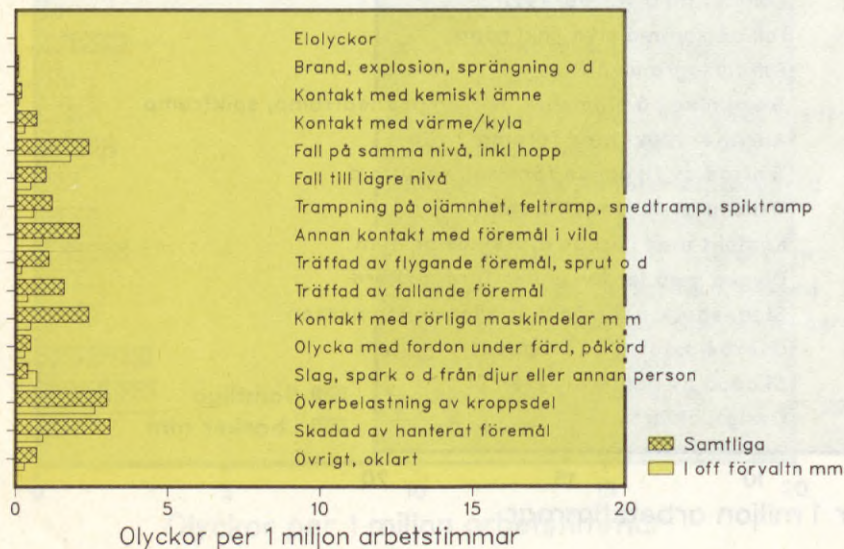 Elolyckor
Brand, explosion, sprängning o d
Kontakt med kemiskt ämne
Kontakt med värme/kyla
Fall på samma nivå, inkl hopp
Fall till lägre nivå
Trampning på ojämnhet, feltramp, snedtramp, spiktramp
Annan kontakt med föremål i vila
Träffad av flygande föremål, sprut o d
Träffad av fallande föremål
Kontakt med rörliga maskindelar m m
Olycka med fordon under färd, påkörd
Slag, spark o d från djur eller annan person
Överbelastning av kroppsdel
Skadad av hanterat föremål
Övrigt, oklart
Samtliga
I off förvaltn mm
0 5 10 15 20
Olyckor per 1 miljon arbetstimmar